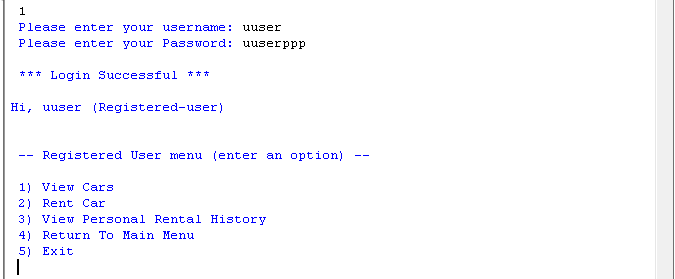 1
Please enter your username: uuser
Please enter your Password: uuserppp
*** Login Successful ***
Hi, uuser (Registered-user)
-- Registered User menu (enter an option) --
1) View Cars
2) Rent Car
3) View Personal Rental History
4) Return To Main Menu
5) Exit